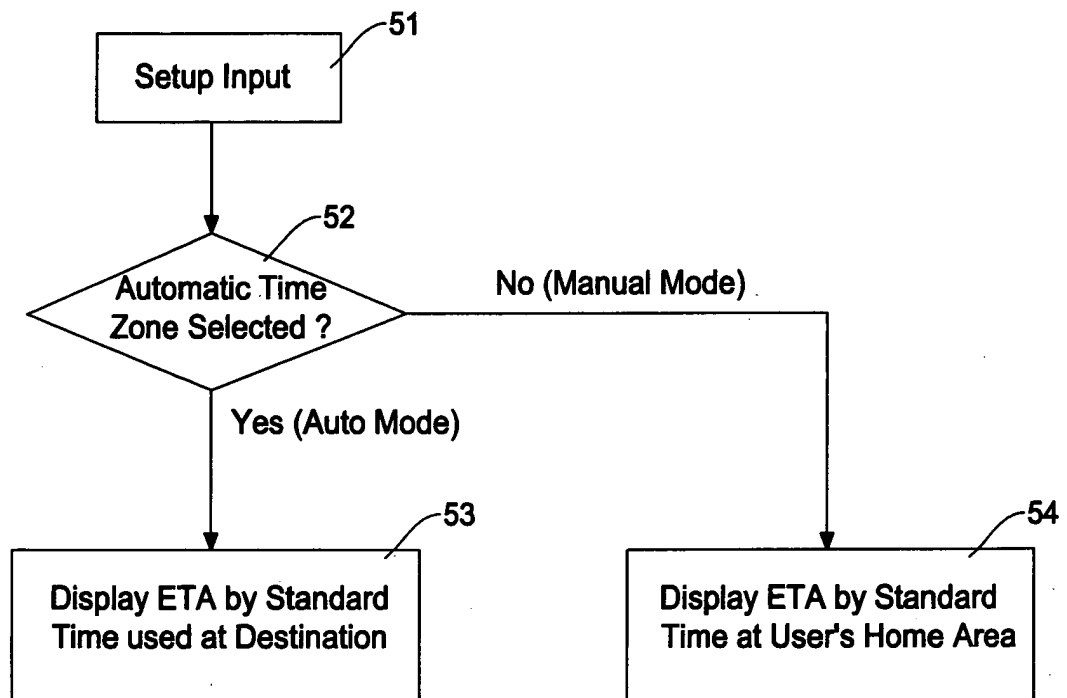 51
Setup Input
52
Automatic Time
Zone Selected ?
No (Manual Mode)
Yes (Auto Mode)
53
Display ETA by Standard
Time used at Destination
54
Display ETA by Standard
Time at User's Home Area